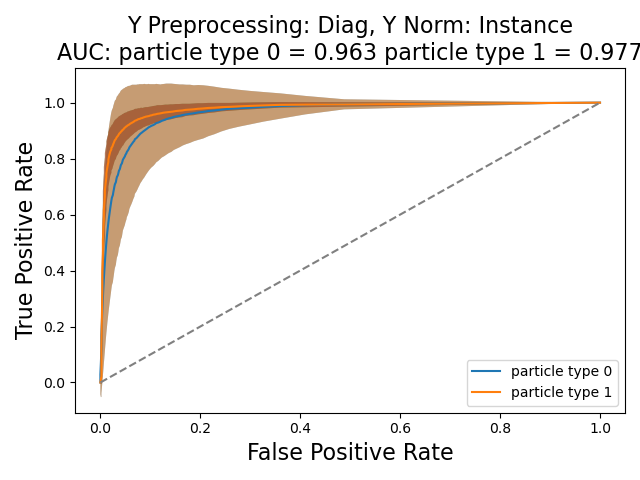 Y Preprocessing: Diag, Y Norm: Instance
AUC: particle type 0 = 0.963 particle type 1 = 0.977
1.0
0.8
0.6
0.4
0.2
0.0
True Positive Rate
particle type 0
particle type 1
0.0 0.2 0.4 0.6 0.8 1.0
False Positive Rate